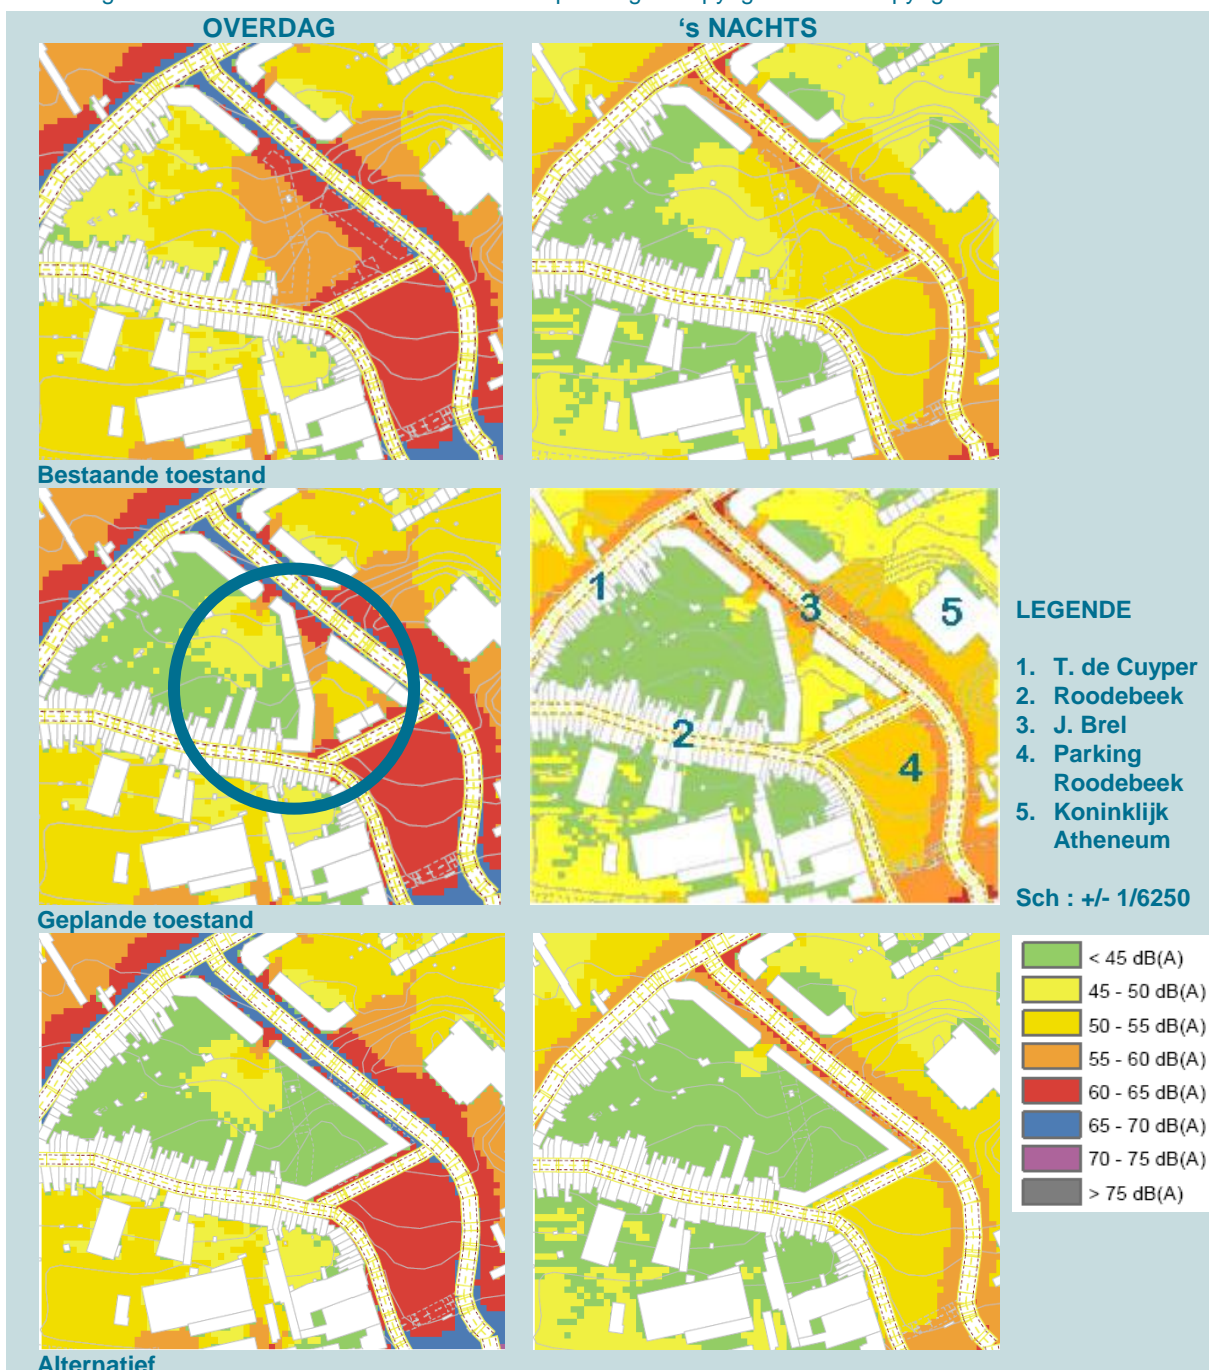 OVERDAG
‘s NACHTS
Bestaande toestand
1
2
3
4
5
LEGENDE
1. T. de Cuyper
2. Roodebeek
3. J. Brel
4. Parking
Roodebeek
5. Koninklijk
Atheneum
Sch : +/- 1/6250
Geplande toestand
< 45 dB(A)
45 - 50 dB(A)
50 - 55 dB(A)
55 - 60 dB(A)
60 - 65 dB(A)
65 - 70 dB(A)
70 - 75 dB(A)
> 75 dB(A)
Alternatief